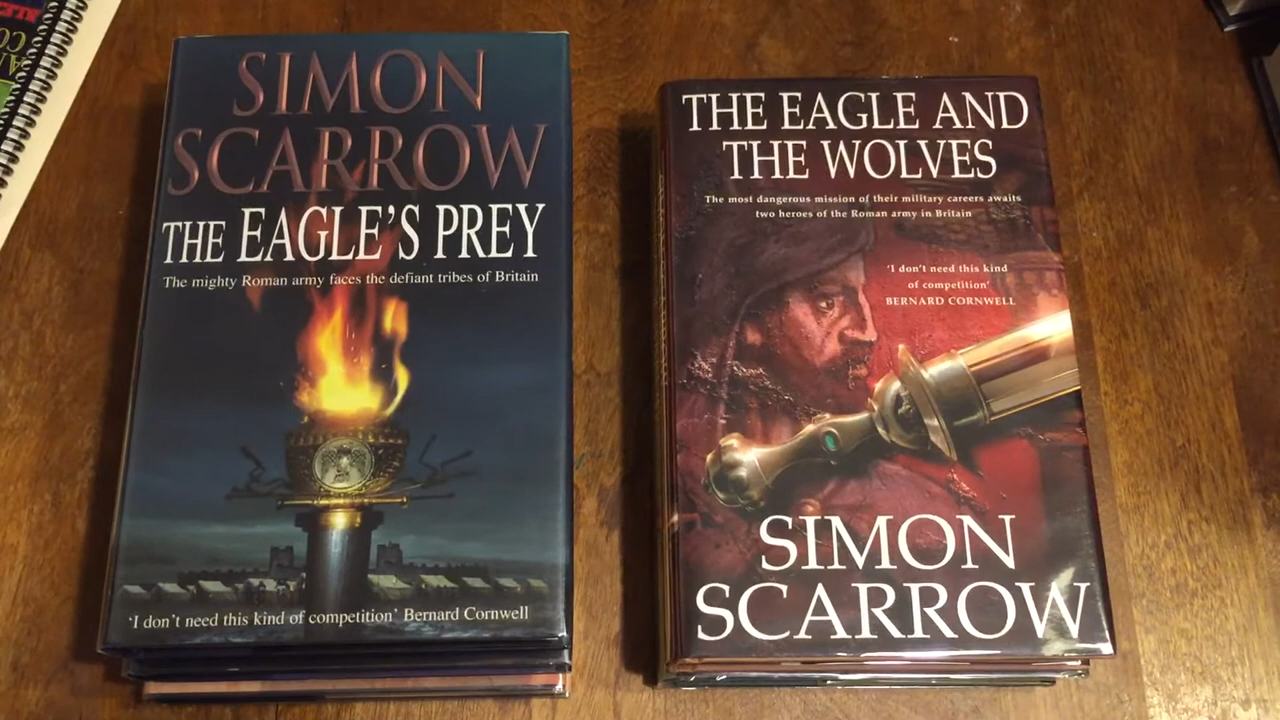 SIMON
SCARROW
THE EAGLE'S PREY
The mighty Roman army faces the defiant tribes of Britain
'I don't need this kind of competition' Bernard Cornwell
THE EAGLE AND
THE WOLVES
The most dangerous mission of their military careers awaits
two heroes of the Roman army in Britain
'I don't need this kind
of competition'
BERNARD CORNWELL
SIMON
SCARROW